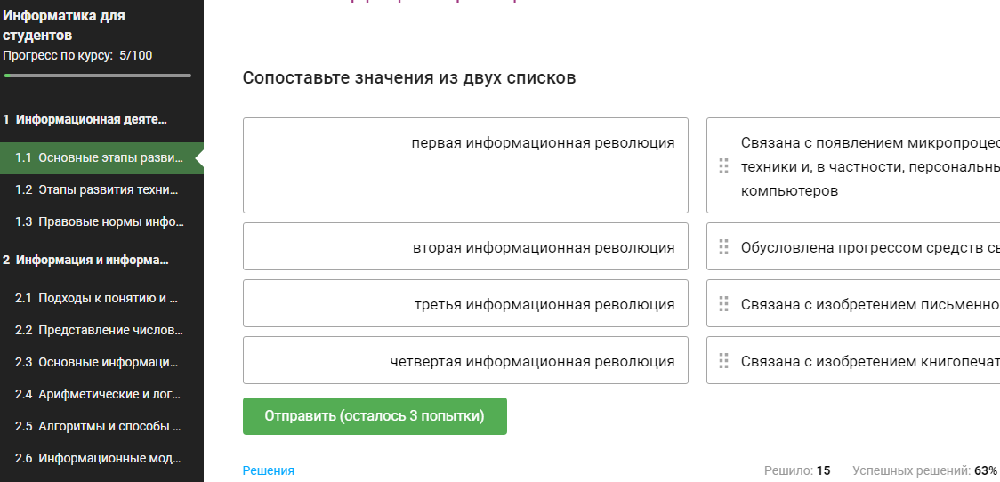 Информатика для
студентов
Прогресс по курсу: 5/100
1 Информационная деяте...
1.1 Основные этапы разви...
1.2 Этапы развития техни...
1.3 Правовые нормы инфо...
2 Информация и информа...
2.1 Подходы к понятию и ...
2.2 Представление числов...
2.3 Основные информаци...
2.4 Арифметические и лог...
2.5 Алгоритмы и способы ...
2.6 Информационные мод...
Сопоставьте значения из двух списков
первая информационная революция
Связана с появлением микропроцес
техники и, в частности, персональнь
компьютеров
вторая информационная революция
Обусловлена прогрессом средств св
третья информационная революция
Связана с изобретением письменно
четвертая информационная революция
Связана с изобретением книгопечат
Отправить (осталось 3 попытки)
Решения
Решило: 15 Успешных решений: 63%